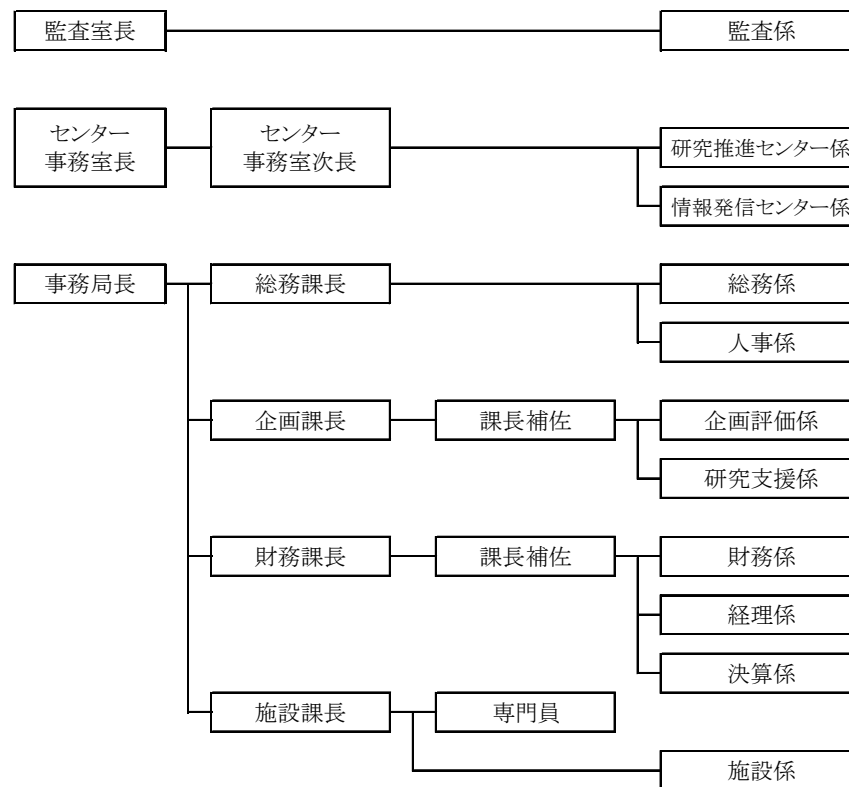 監査室長
監査係
センター
事務室長
センター
事務室次長
研究推進センター係
情報発信センター係
事務局長
総務課長
総務係
人事係
企画課長
課長補佐
企画評価係
研究支援係
財務課長
課長補佐
財務係
経理係
決算係
施設課長
専門員
施設係